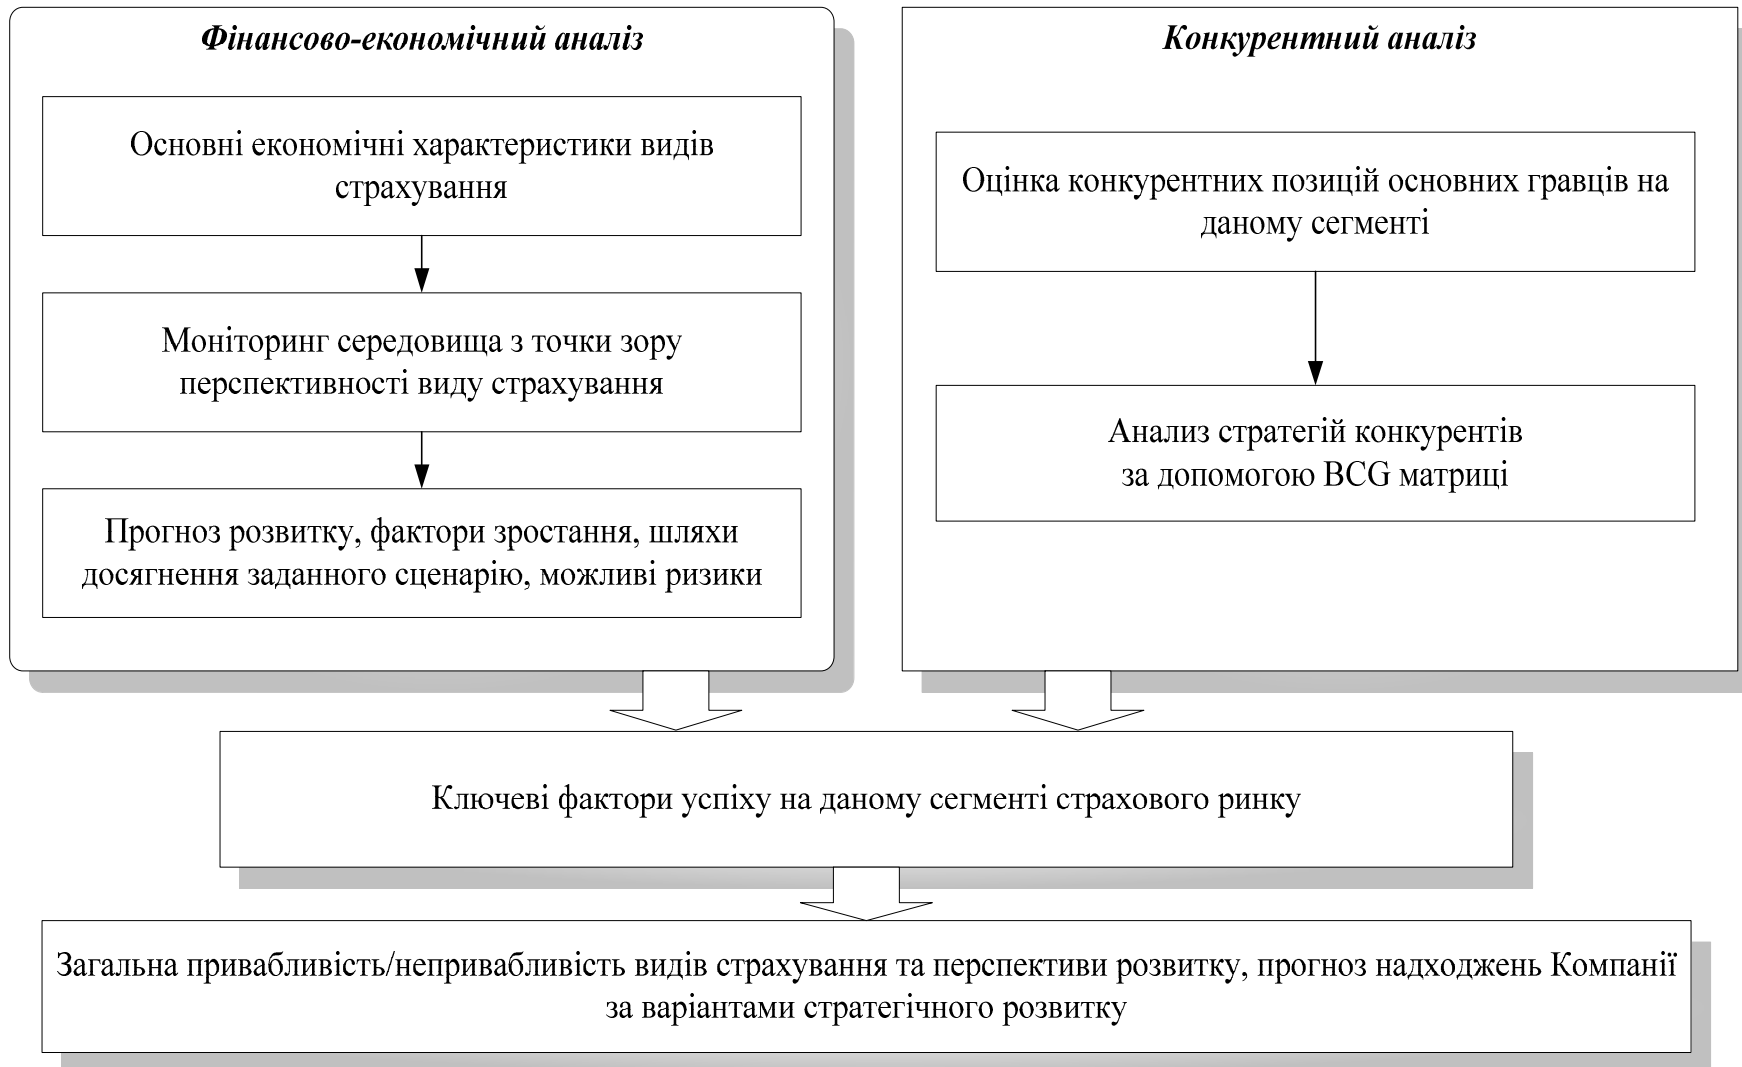 Фінансово-економічний аналіз
Основні економічні характеристики видів
страхування
Моніторинг середовища з точки зору
перспективності виду страхування
Прогноз розвитку, фактори зростання, шляхи
досягнення заданного сценарію, можливі ризики
Конкурентний аналіз
Оцінка конкурентних позицій основних гравців на
даному сегменті
Анализ стратегій конкурентів
за допомогою BCG матриці
Ключеві фактори успіху на даному сегменті страхового ринку
Загальна привабливість/непривабливість видів страхування та перспективи розвитку, прогноз надходжень Компанії
за варіантами стратегічного розвитку